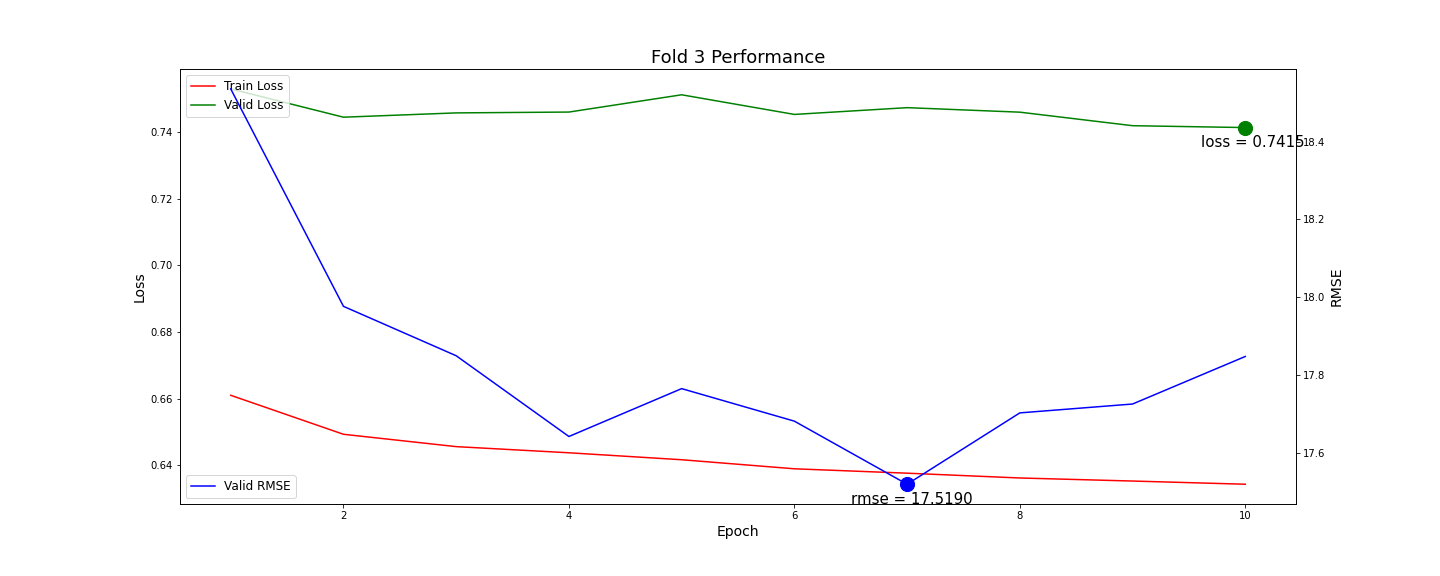 Fold 3 Performance
Train Loss
Valid Loss
0.74
0.72
0.70
0.68
0.66
0.64
Loss
loss = 0.7415
18.4
18.2
18.0
17.8
17.6
RMSE
Valid RMSE
rmse = 17.5190
2
4
6
8
10
Epoch